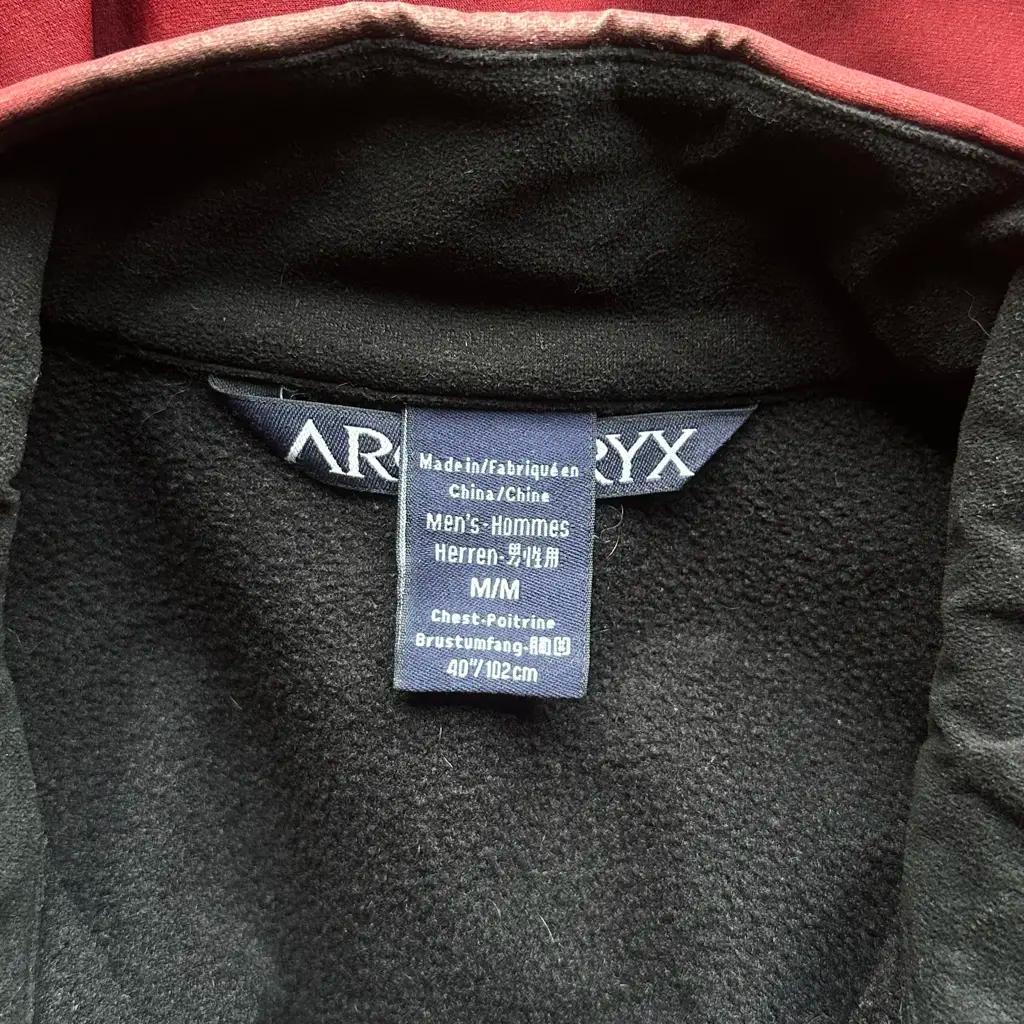 ARC RYX
Made in/Fabriqué en
China/Chine
Men's-Hommes
Herren-男性用
M/M
Chest-Poitrine
Brustumfang-胸囲
40"/102cm